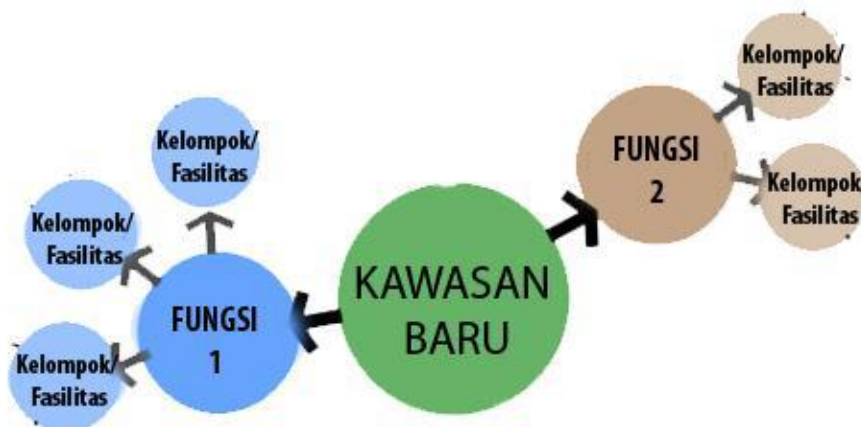 Kelompok/
Fasilitas
Kelompok/
Fasilitas
FUNGSI
2
Kelompok/
Fasilitas
Kelompok/
Fasilitas
KAWASAN
BARU
FUNGSI
1
Kelompok/
Fasilitas